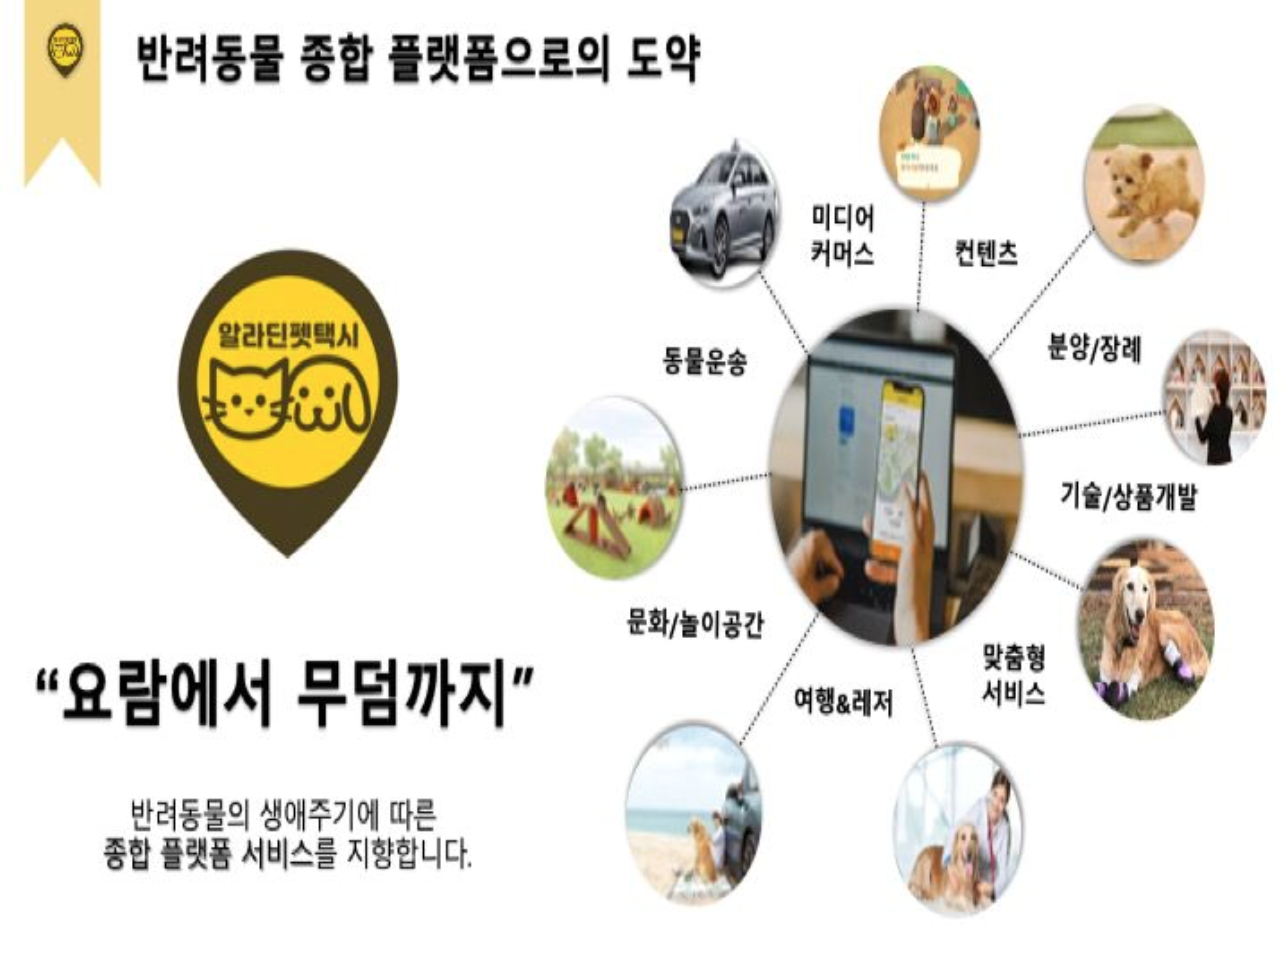 반려동물 종합 플랫폼으로의 도약
알라딘펫택시
“요람에서 무덤까지”
반려동물의 생애주기에 따른
종합 플랫폼 서비스를 지향합니다.
미디어
커머스
컨텐츠
동물운송
분양/장례
기술/상품개발
문화/놀이공간
맞춤형
서비스
여행&레저